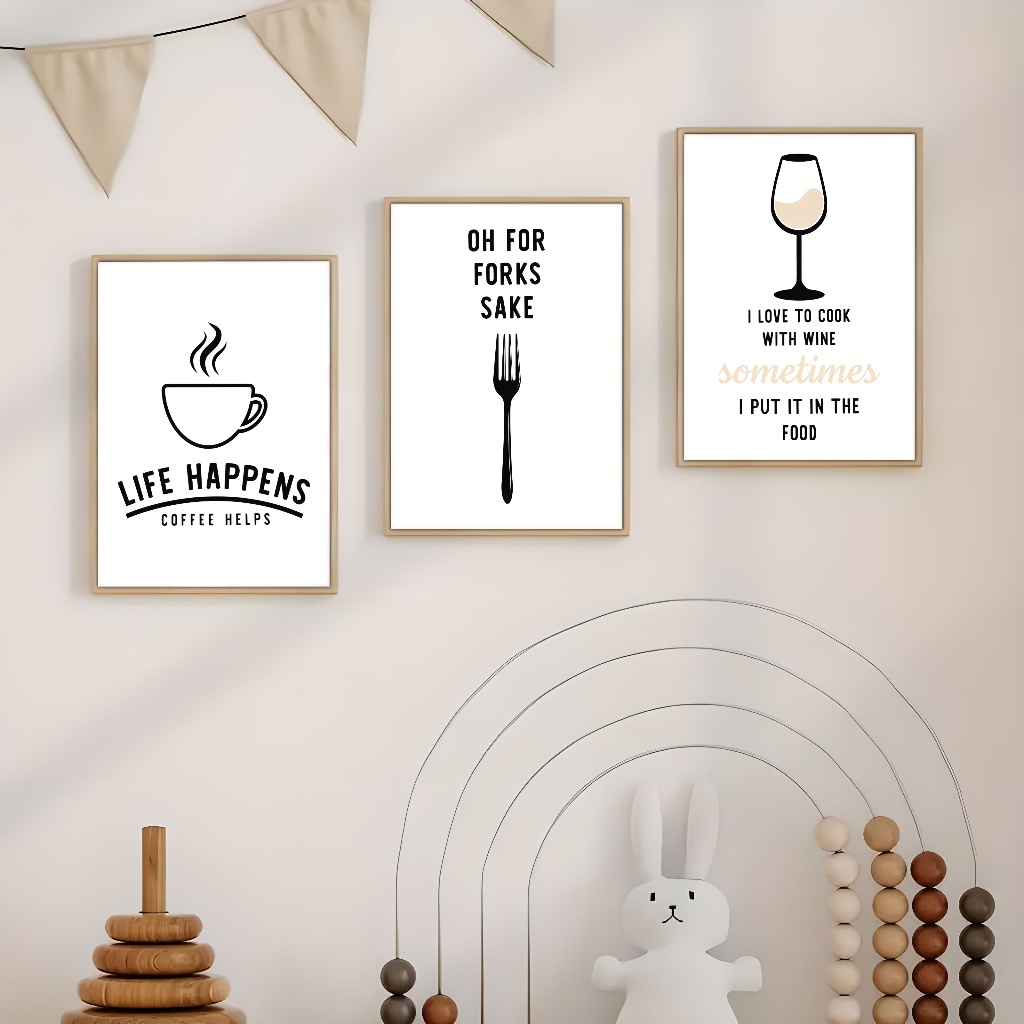 LIFE HAPPENS
COFFEE HELPS
OH FOR
FORKS
SAKE
I LOVE TO COOK
WITH WINE
sometimes
I PUT IT IN THE
FOOD